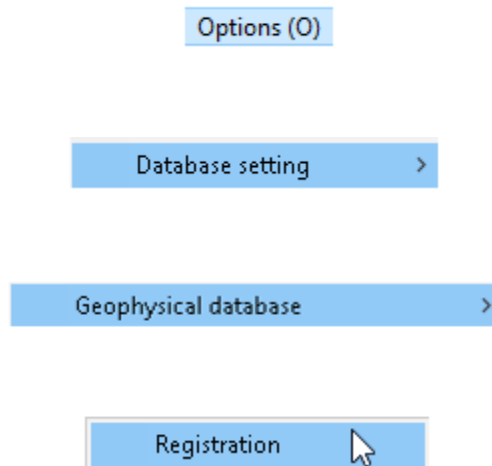 Options (O)
Database setting
Geophysical database
Registration